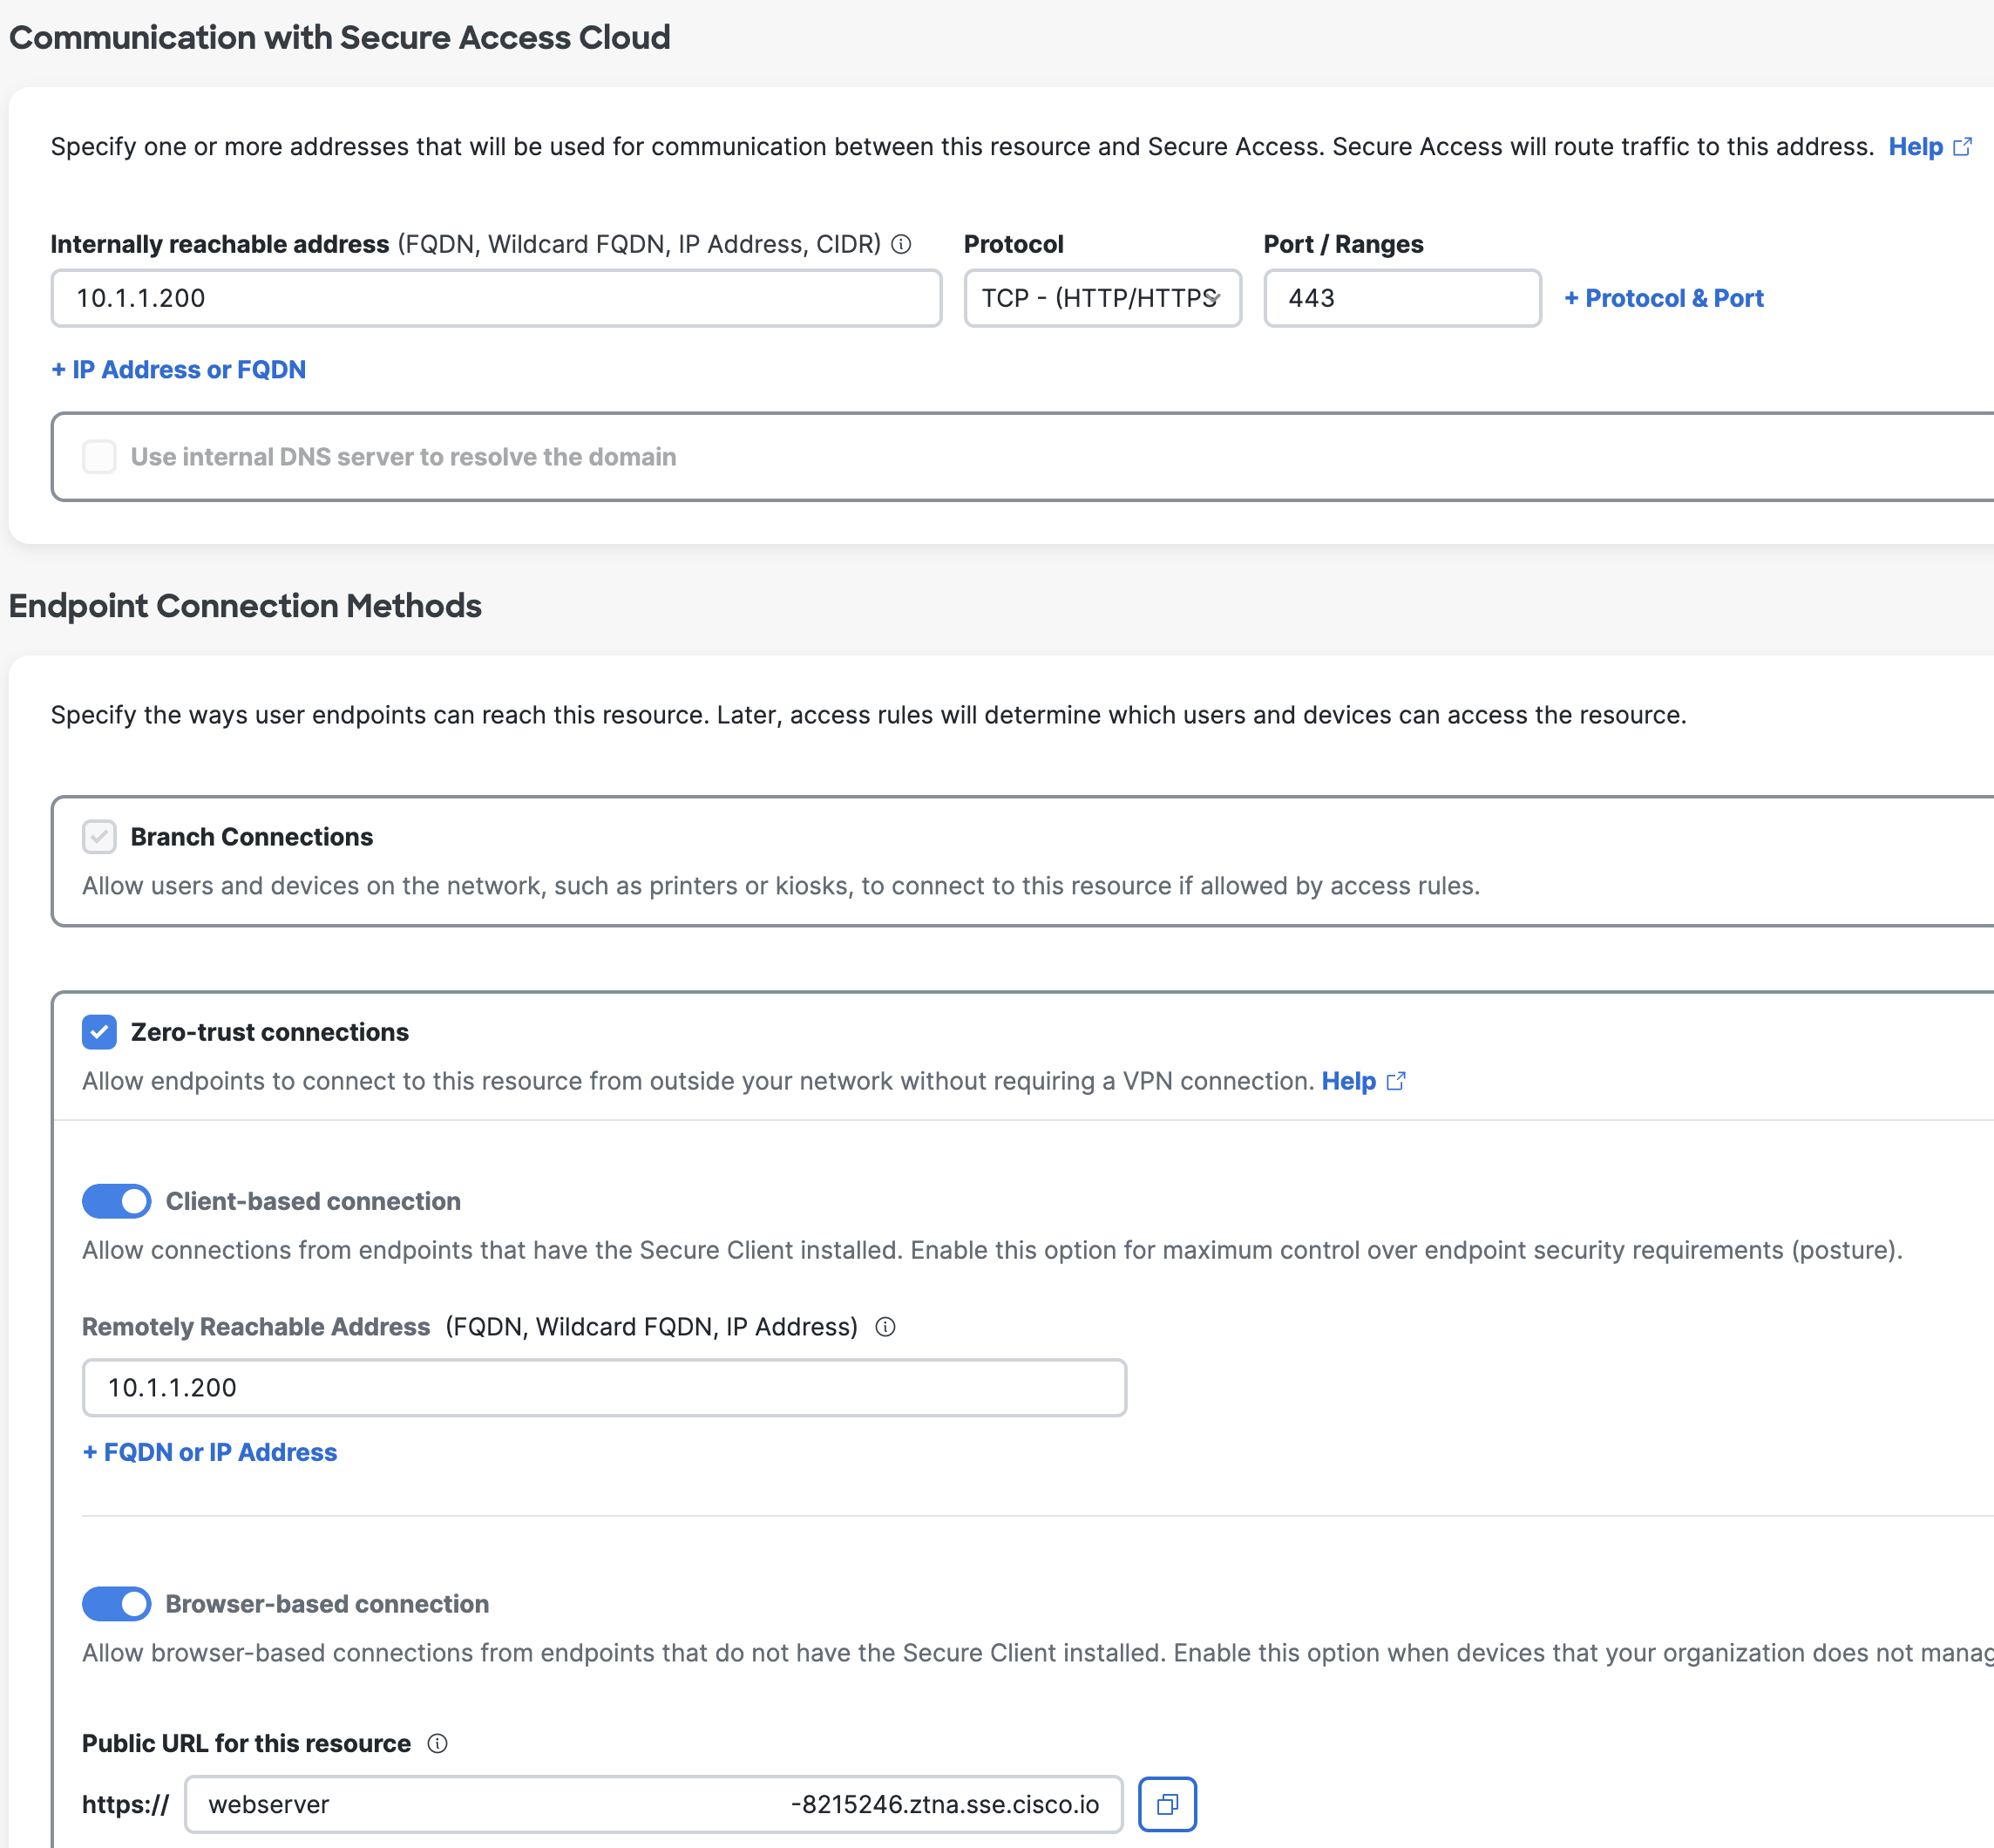 Communication with Secure Access Cloud
Specify one or more addresses that will be used for communication between this resource and Secure Access. Secure Access will route traffic to this address. Help
Internally reachable address (FQDN, Wildcard FQDN, IP Address, CIDR) Protocol Port / Ranges
10.1.1.200 TCP - (HTTP/HTTPS 443 + Protocol & Port
+ IP Address or FQDN
Use internal DNS server to resolve the domain
Endpoint Connection Methods
Specify the ways user endpoints can reach this resource. Later, access rules will determine which users and devices can access the resource.
Branch Connections
Allow users and devices on the network, such as printers or kiosks, to connect to this resource if allowed by access rules.
Zero-trust connections
Allow endpoints to connect to this resource from outside your network without requiring a VPN connection. Help
Client-based connection
Allow connections from endpoints that have the Secure Client installed. Enable this option for maximum control over endpoint security requirements (posture).
Remotely Reachable Address (FQDN, Wildcard FQDN, IP Address)
10.1.1.200
+ FQDN or IP Address
Browser-based connection
Allow browser-based connections from endpoints that do not have the Secure Client installed. Enable this option when devices that your organization does not manag
Public URL for this resource
https:// webserver -8215246.ztna.sse.cisco.io